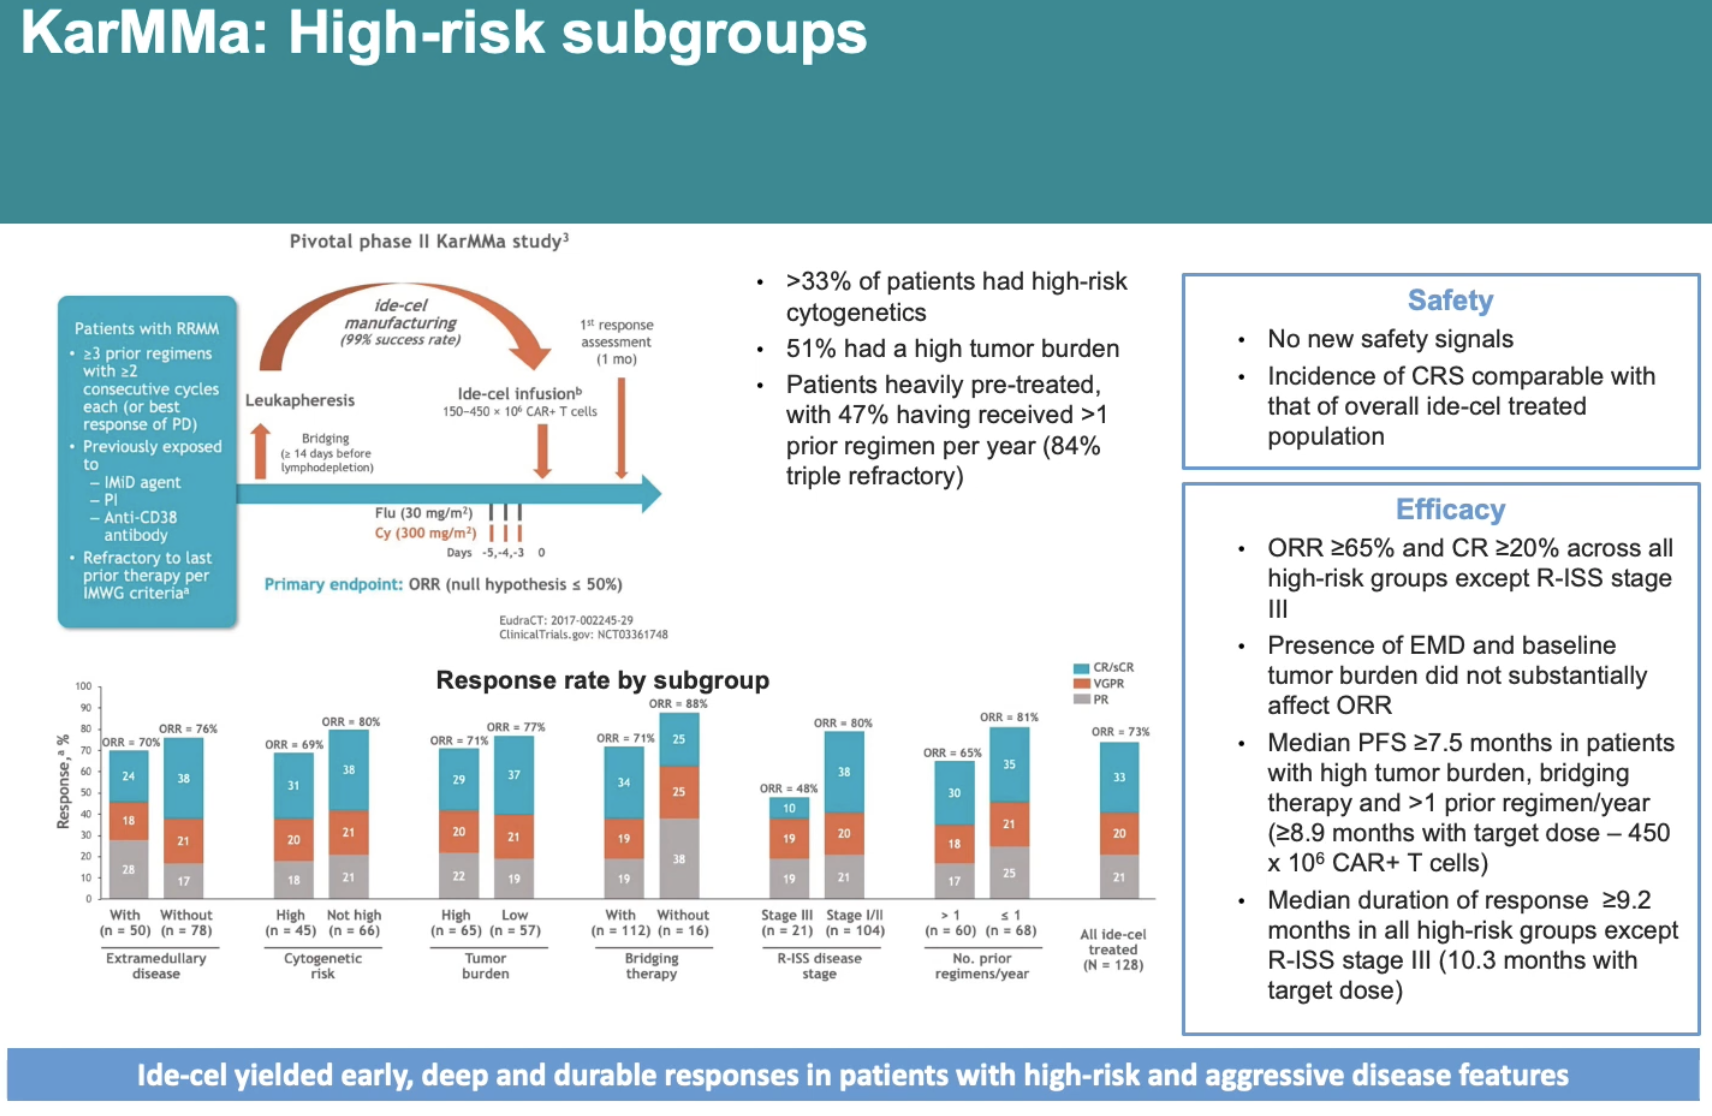 KarMMa: High-risk subgroups
Pivotal phase II KarMMa study³
Patients with RRMM
• ≥3 prior regimens
with ≥2
consecutive cycles
each (or best
response of PD)
• Previously exposed
to
– IMiD agent
– PI
– Anti-CD38
antibody
• Refractory to last
prior therapy per
IMWG criteriaª
ide-cel
manufacturing
(99% success rate)
1st response
assessment
(1 mo)
Leukapheresis
Ide-cel infusionᵇ
150–450 × 10⁶ CAR+ T cells
Bridging
(≥ 14 days before
lymphodepletion)
Flu (30 mg/m²)
Cy (300 mg/m²)
Days -5,-4,-3 0
Primary endpoint: ORR (null hypothesis ≤ 50%)
EudraCT: 2017-002245-29
ClinicalTrials.gov: NCT03361748
• >33% of patients had high-risk
cytogenetics
• 51% had a high tumor burden
• Patients heavily pre-treated,
with 47% having received >1
prior regimen per year (84%
triple refractory)
Safety
• No new safety signals
• Incidence of CRS comparable with
that of overall ide-cel treated
population
Efficacy
• ORR ≥65% and CR ≥20% across all
high-risk groups except R-ISS stage
III
• Presence of EMD and baseline
tumor burden did not substantially
affect ORR
• Median PFS ≥7.5 months in patients
with high tumor burden, bridging
therapy and >1 prior regimen/year
(≥8.9 months with target dose – 450
x 10⁶ CAR+ T cells)
• Median duration of response ≥9.2
months in all high-risk groups except
R-ISS stage III (10.3 months with
target dose)
Response rate by subgroup
CR/sCR
VGPR
PR
Response,ª %
100
90
80
70
60
50
40
30
20
10
0
ORR = 70%
24
18
28
ORR = 76%
38
21
17
ORR = 69%
31
20
18
ORR = 80%
38
21
21
ORR = 71%
29
20
22
ORR = 77%
37
21
19
ORR = 71%
34
19
19
ORR = 88%
25
25
38
ORR = 48%
10
19
19
ORR = 80%
38
20
21
ORR = 65%
30
18
17
ORR = 81%
35
21
25
ORR = 73%
33
20
21
With Without
(n = 50) (n = 78)
Extramedullary
disease
High Not high
(n = 45) (n = 66)
Cytogenetic
risk
High Low
(n = 65) (n = 57)
Tumor
burden
With Without
(n = 112) (n = 16)
Bridging
therapy
Stage III Stage I/II
(n = 21) (n = 104)
R-ISS disease
stage
> 1 ≤ 1
(n = 60) (n = 68)
No. prior
regimens/year
All ide-cel
treated
(N = 128)
Ide-cel yielded early, deep and durable responses in patients with high-risk and aggressive disease features